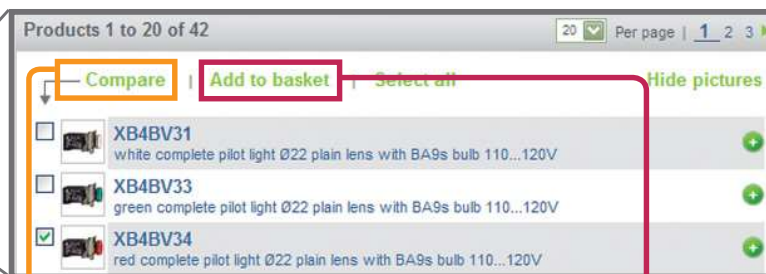 Products 1 to 20 of 42
20 Per page | 1 2 3
Compare | Add to basket | Select all Hide pictures
XB4BV31
white complete pilot light Ø22 plain lens with BA9s bulb 110...120V
XB4BV33
green complete pilot light Ø22 plain lens with BA9s bulb 110...120V
XB4BV34
red complete pilot light Ø22 plain lens with BA9s bulb 110...120V